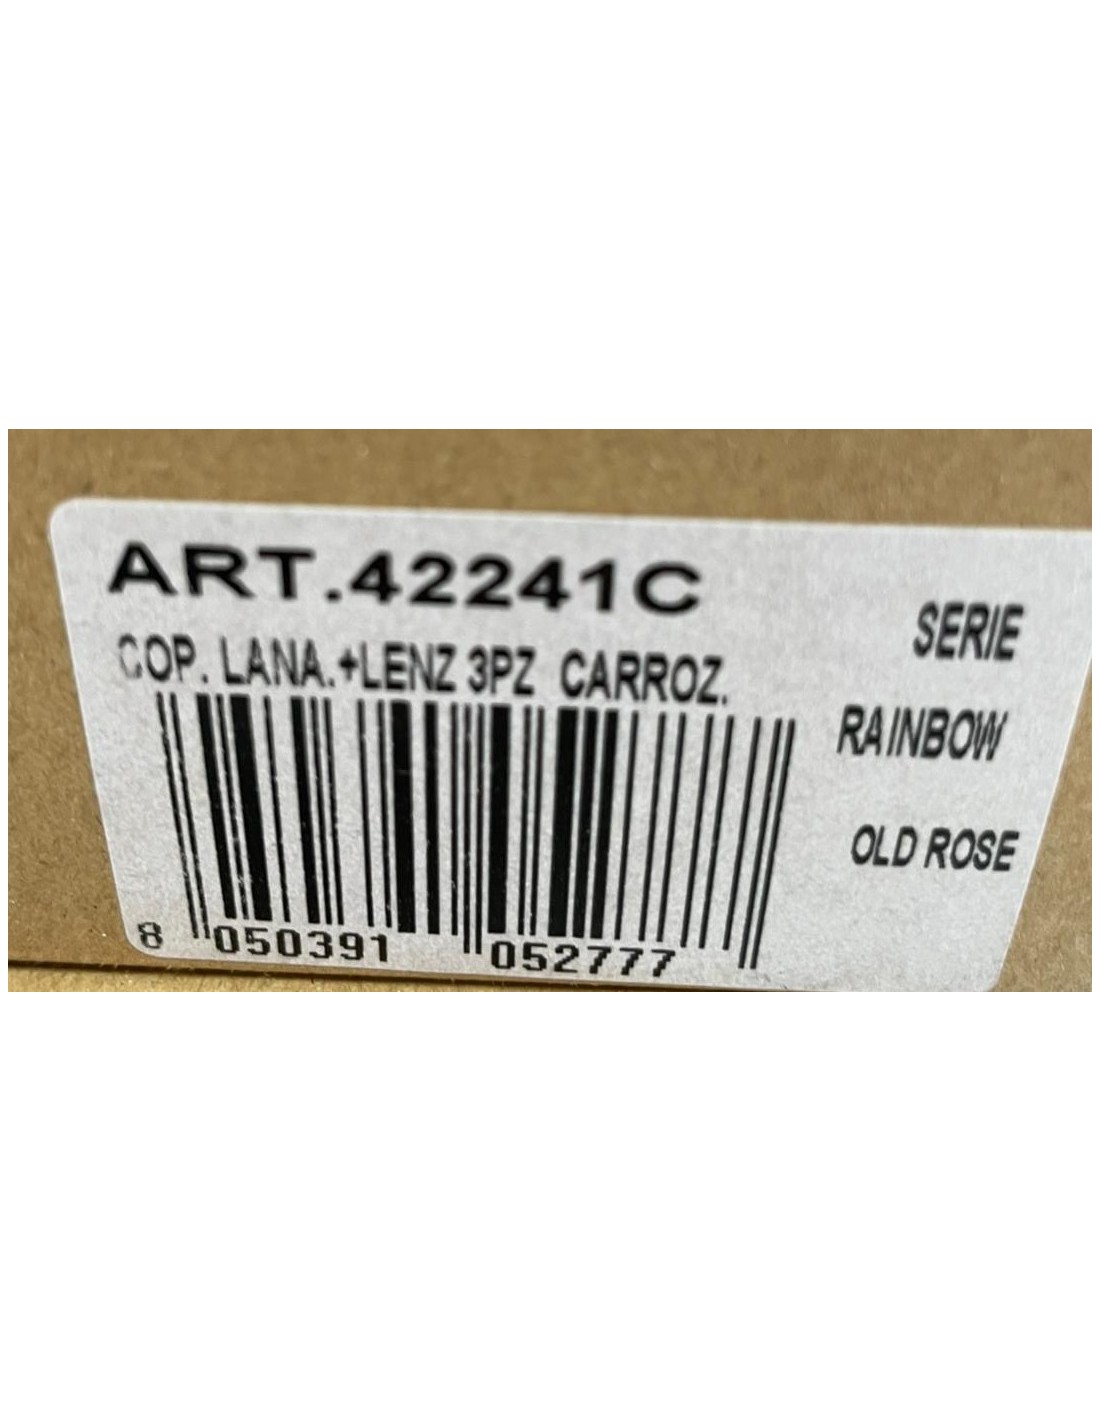 ART.42241C
COP. LANA.+LENZ 3PZ CARROZ.
SERIE
RAINBOW
OLD ROSE
8 050391 052777